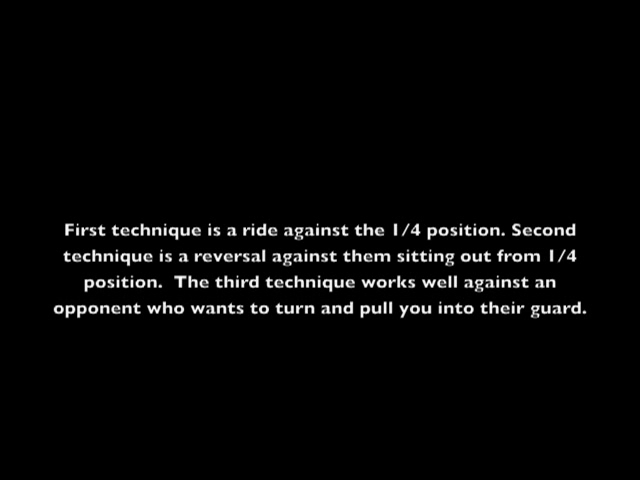 First technique is a ride against the 1/4 position. Second
technique is a reversal against them sitting out from 1/4
position.  The third technique works well against an
opponent who wants to turn and pull you into their guard.